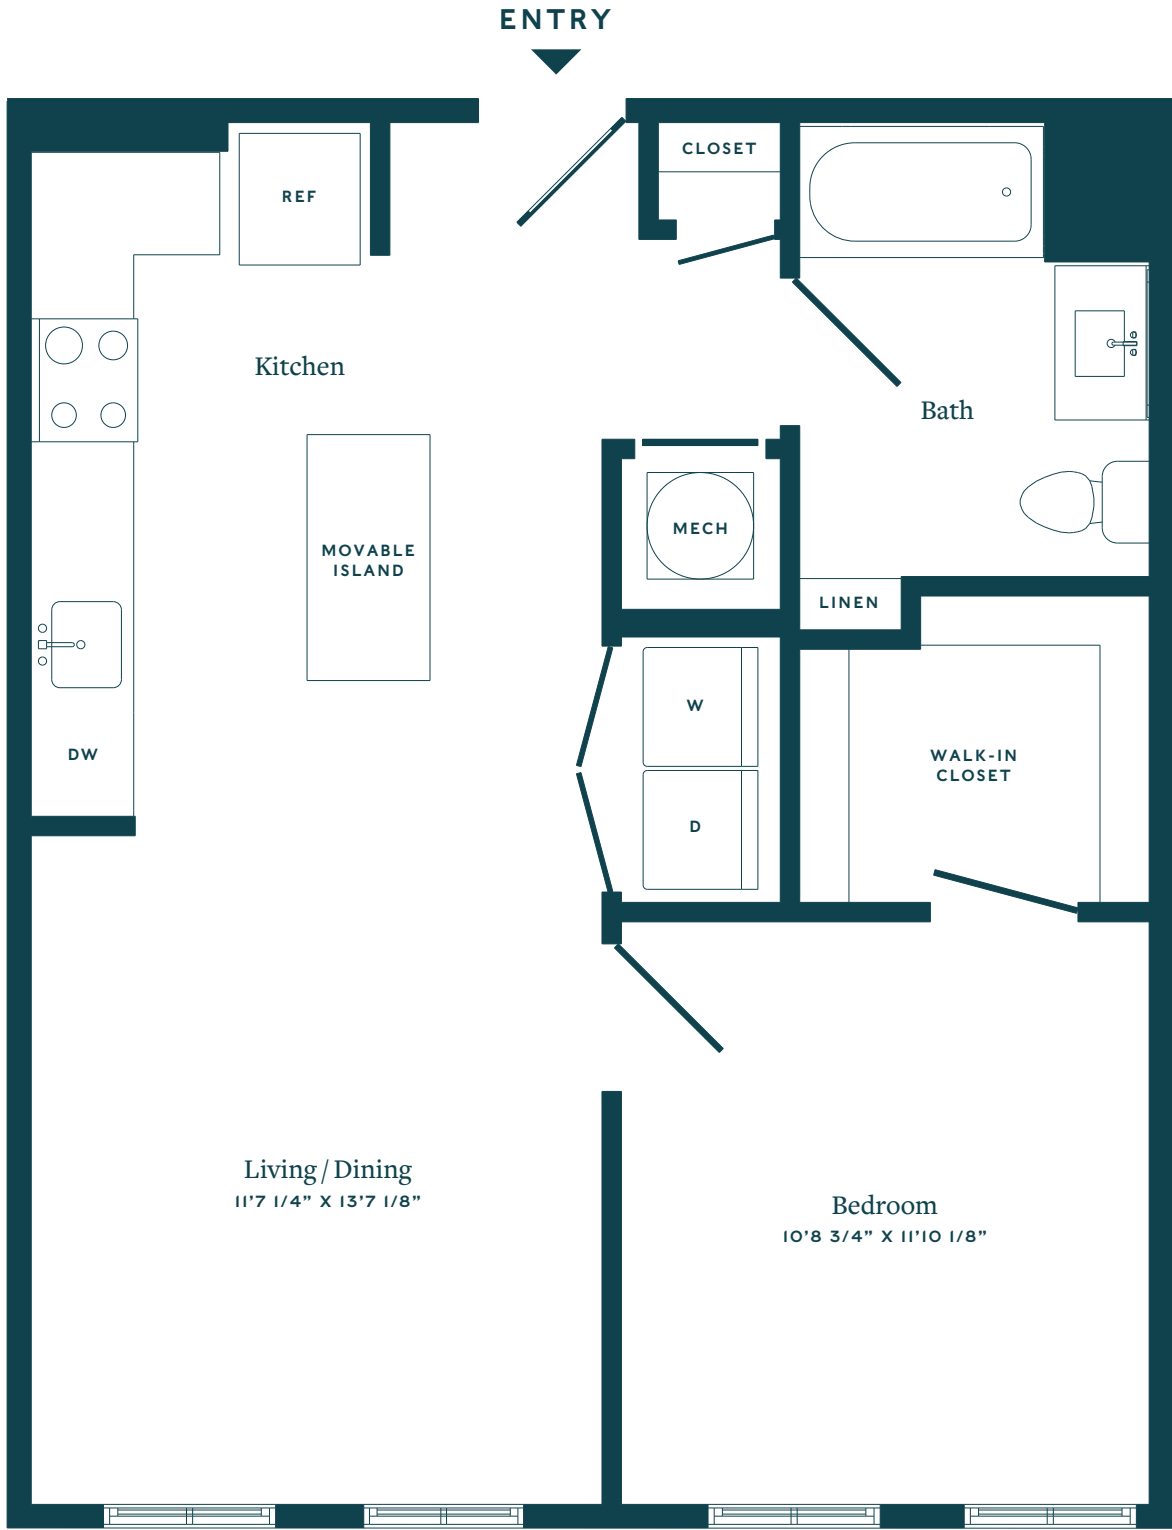 ENTRY
CLOSET
REF
Kitchen
Bath
MECH
MOVABLE
ISLAND
LINEN
W
DW
WALK-IN
CLOSET
D
Living / Dining
11’7 1/4” X 13’7 1/8”
Bedroom
10’8 3/4” X 11’10 1/8”